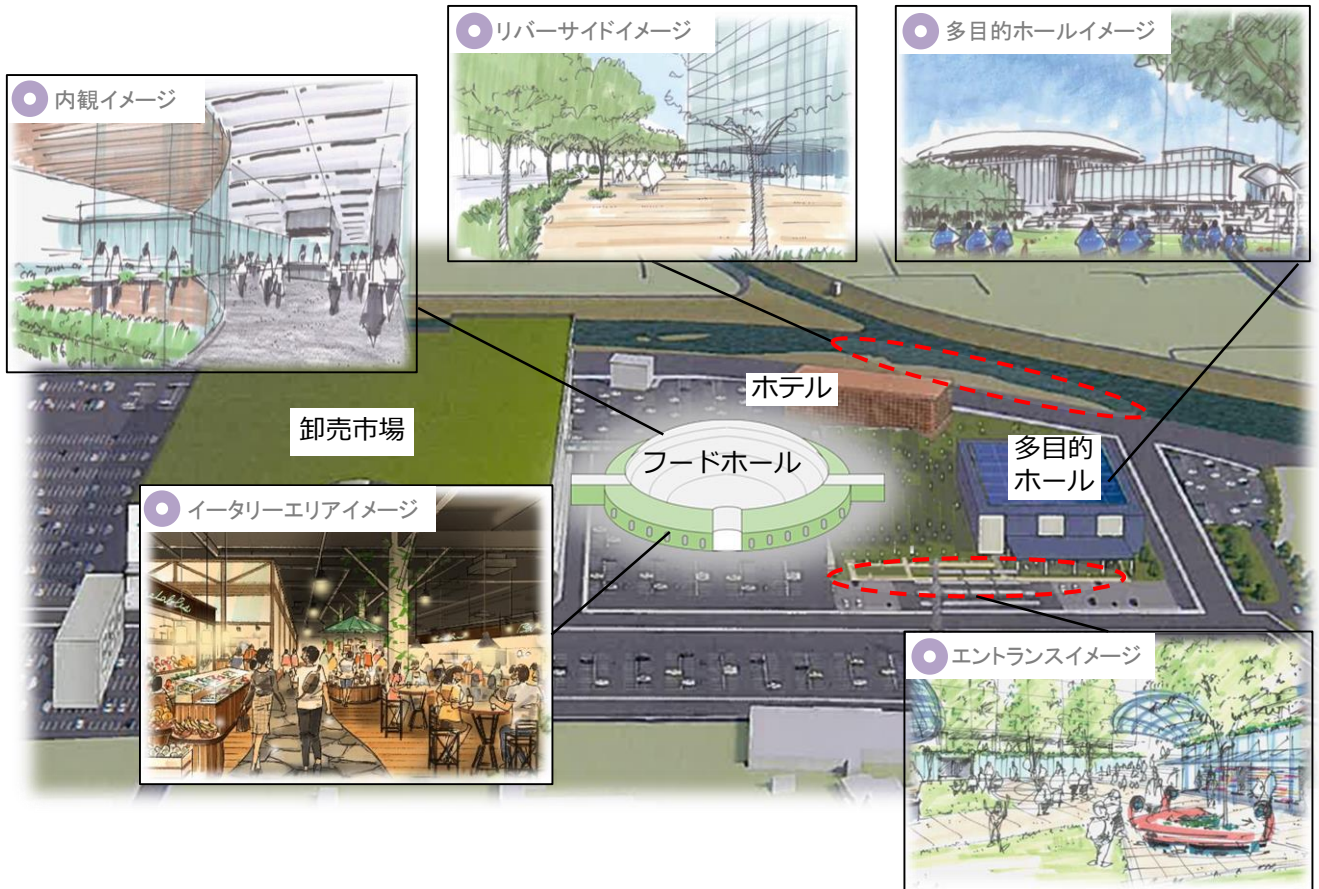 リバーサイドイメージ
多目的ホールイメージ
内観イメージ
ホテル
卸売市場
フードホール
多目的
ホール
イータリーエリアイメージ
エントランスイメージ